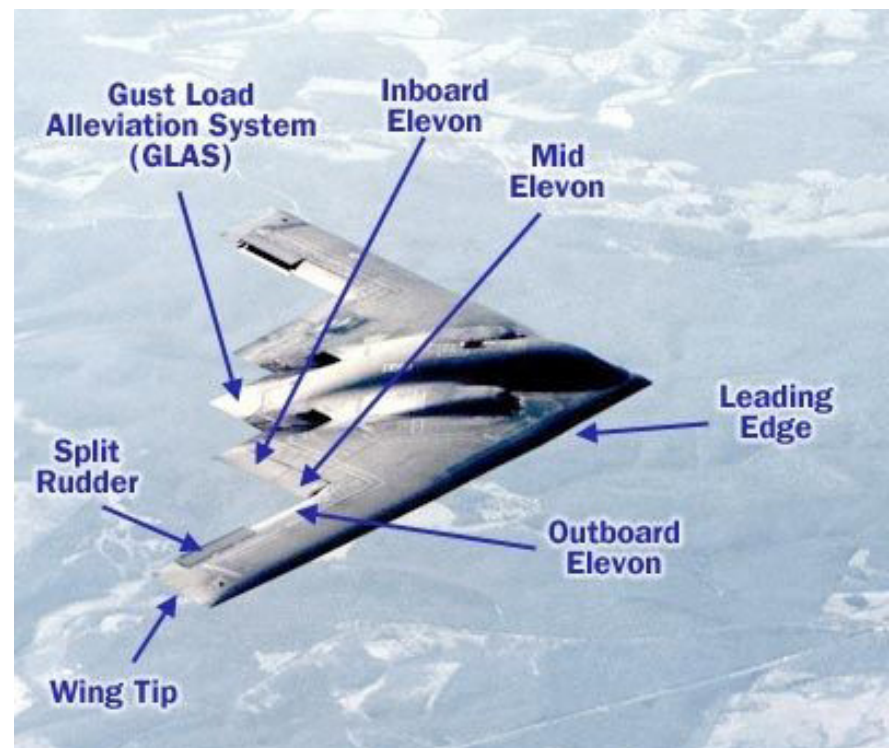 Gust Load
Alleviation System
(GLAS)
Inboard
Elevon
Mid
Elevon
Leading
Edge
Split
Rudder
Outboard
Elevon
Wing Tip